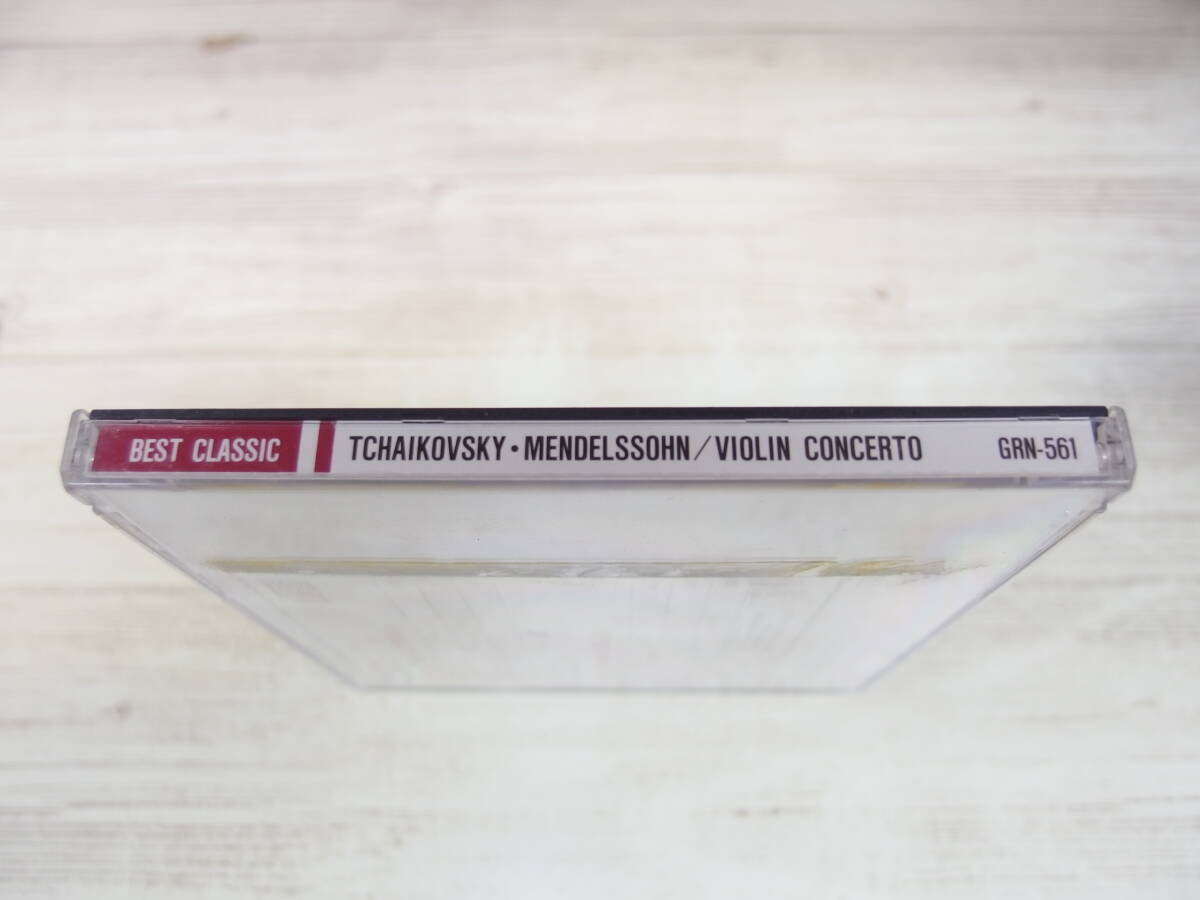 BEST CLASSIC TCHAIKOVSKY・MENDELSSOHN/VIOLIN CONCERTO GRN-561